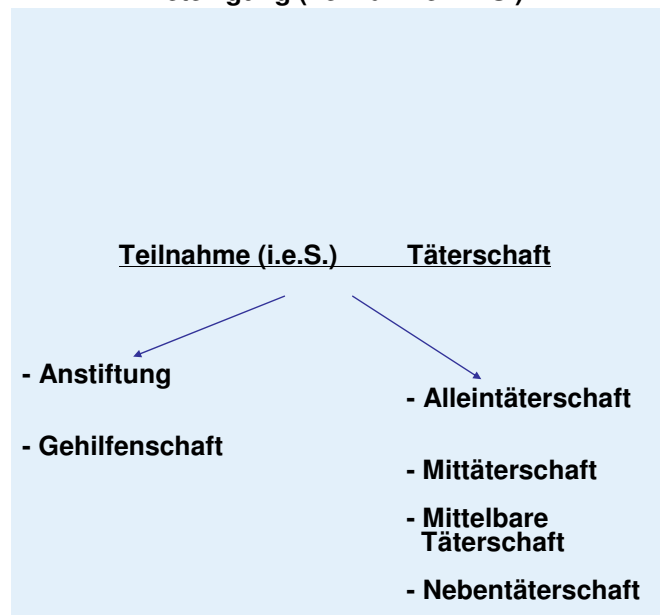 Teilnahme (i.e.S.) Täterschaft
- Anstiftung
- Alleintäterschaft
- Gehilfenschaft
- Mittäterschaft
- Mittelbare
Täterschaft
- Nebentäterschaft